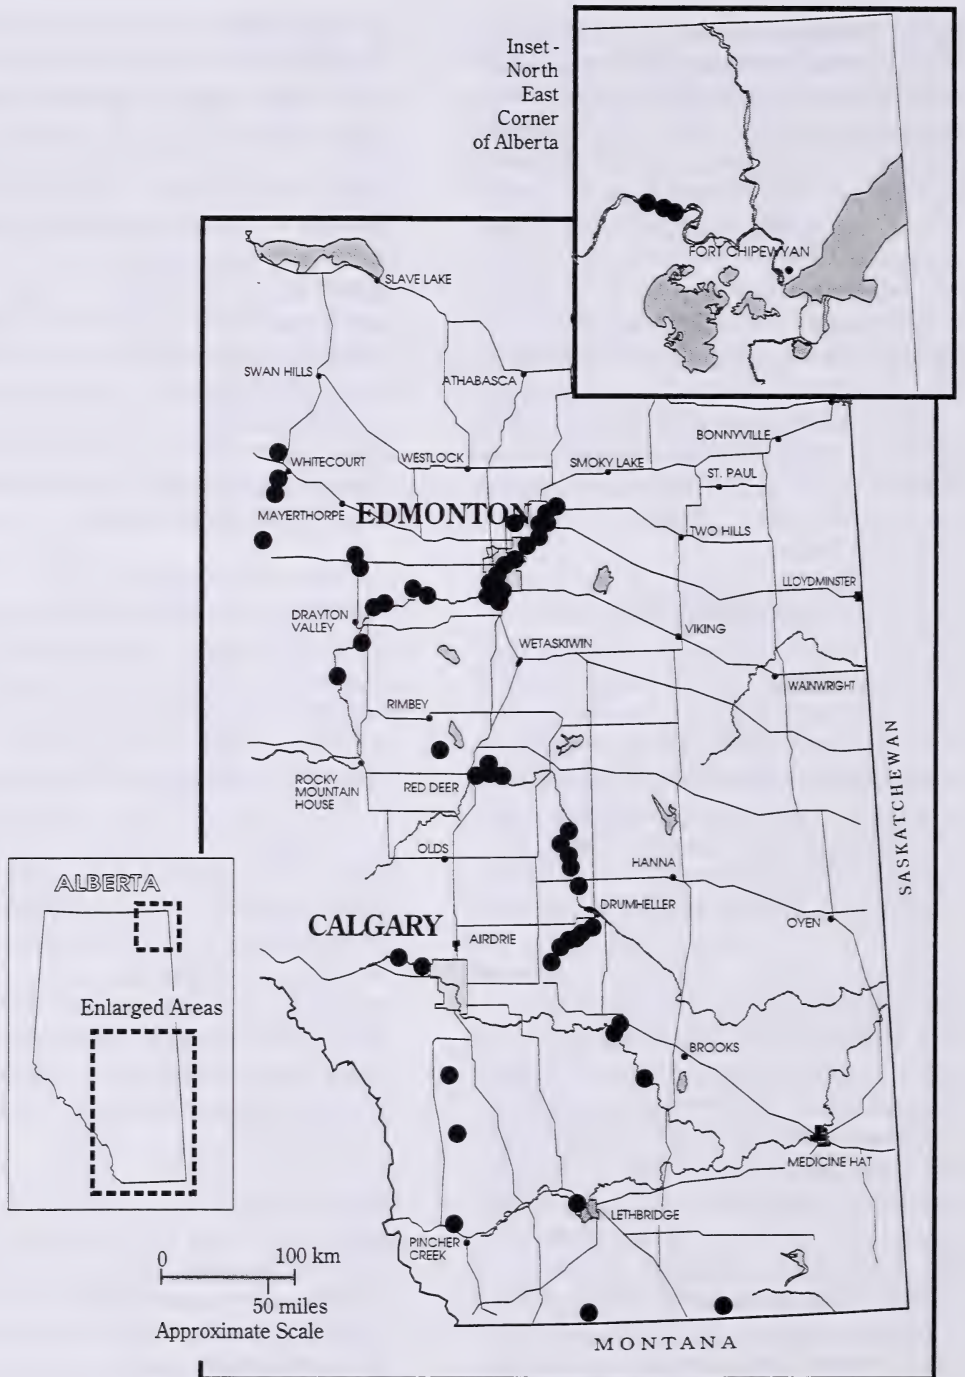 Inset -
North
East
Corner
of Alberta
FORT CHIPEWYAN
SLAVE LAKE
SWAN HILLS
ATHABASCA
BONNYVILLE
WHITECOURT
WESTLOCK
SMOKY LAKE
ST. PAUL
MAYERTHORPE
EDMONTON
TWO HILLS
LLOYDMINSTER
DRAYTON
VALLEY
VIKING
WETASKIWIN
WAINWRIGHT
RIMBEY
ROCKY
MOUNTAIN
HOUSE
RED DEER
SASKATCHEWAN
OLDS
HANNA
ALBERTA
DRUMHELLER
CALGARY
AIRDRIE
OYEN
Enlarged Areas
BROOKS
MEDICINE HAT
LETHBRIDGE
PINCHER
CREEK
0 100 km
50 miles
Approximate Scale
MONTANA